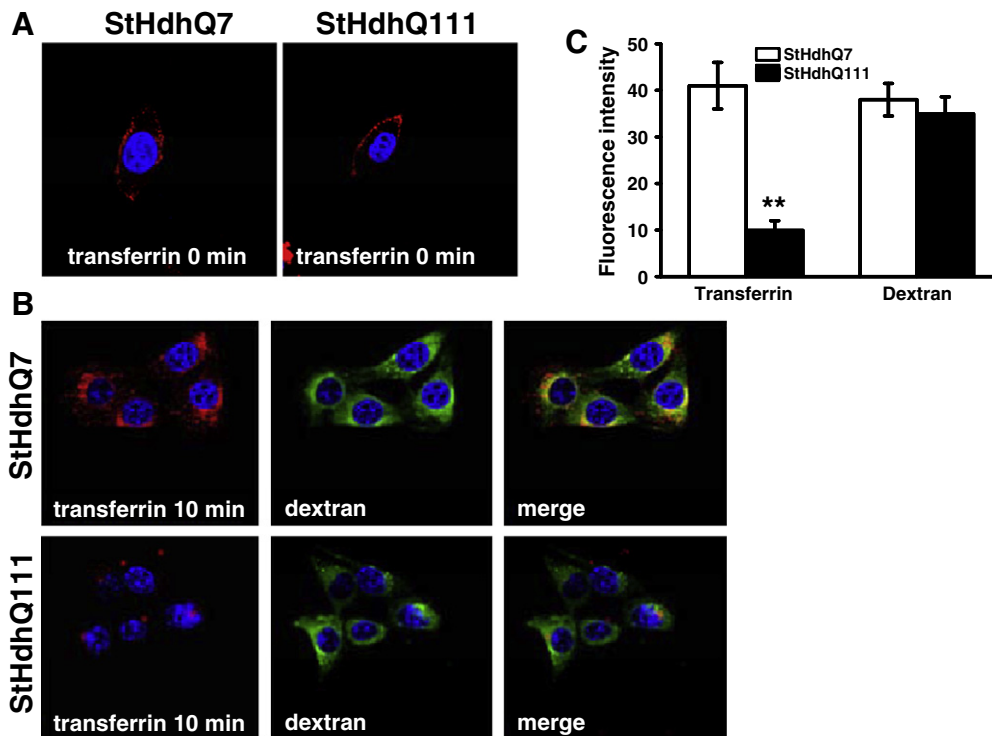 A
StHdhQ7
StHdhQ111
transferrin 0 min
transferrin 0 min
C
Fluorescence intensity
50
40
30
20
10
0
StHdhQ7
StHdhQ111
**
Transferrin
Dextran
B
StHdhQ7
transferrin 10 min
dextran
merge
StHdhQ111
transferrin 10 min
dextran
merge